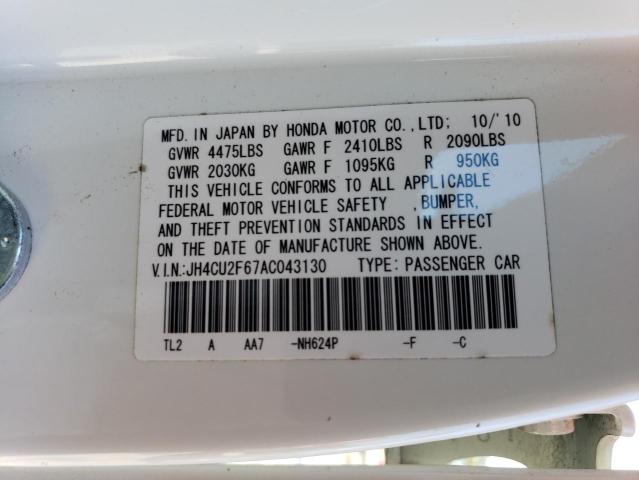 MFD. IN JAPAN BY HONDA MOTOR CO.,LTD: 10/'10
GVWR 4475LBS GAWR F 2410LBS R 2090LBS
GVWR 2030KG GAWR F 1095KG R 950KG
THIS VEHICLE CONFORMS TO ALL APPLICABLE
FEDERAL MOTOR VEHICLE SAFETY ,BUMPER,
AND THEFT PREVENTION STANDARDS IN EFFECT
ON THE DATE OF MANUFACTURE SHOWN ABOVE.
V.I.N:JH4CU2F67AC043130 TYPE: PASSENGER CAR
TL2 A AA7 -NH624P -F -C